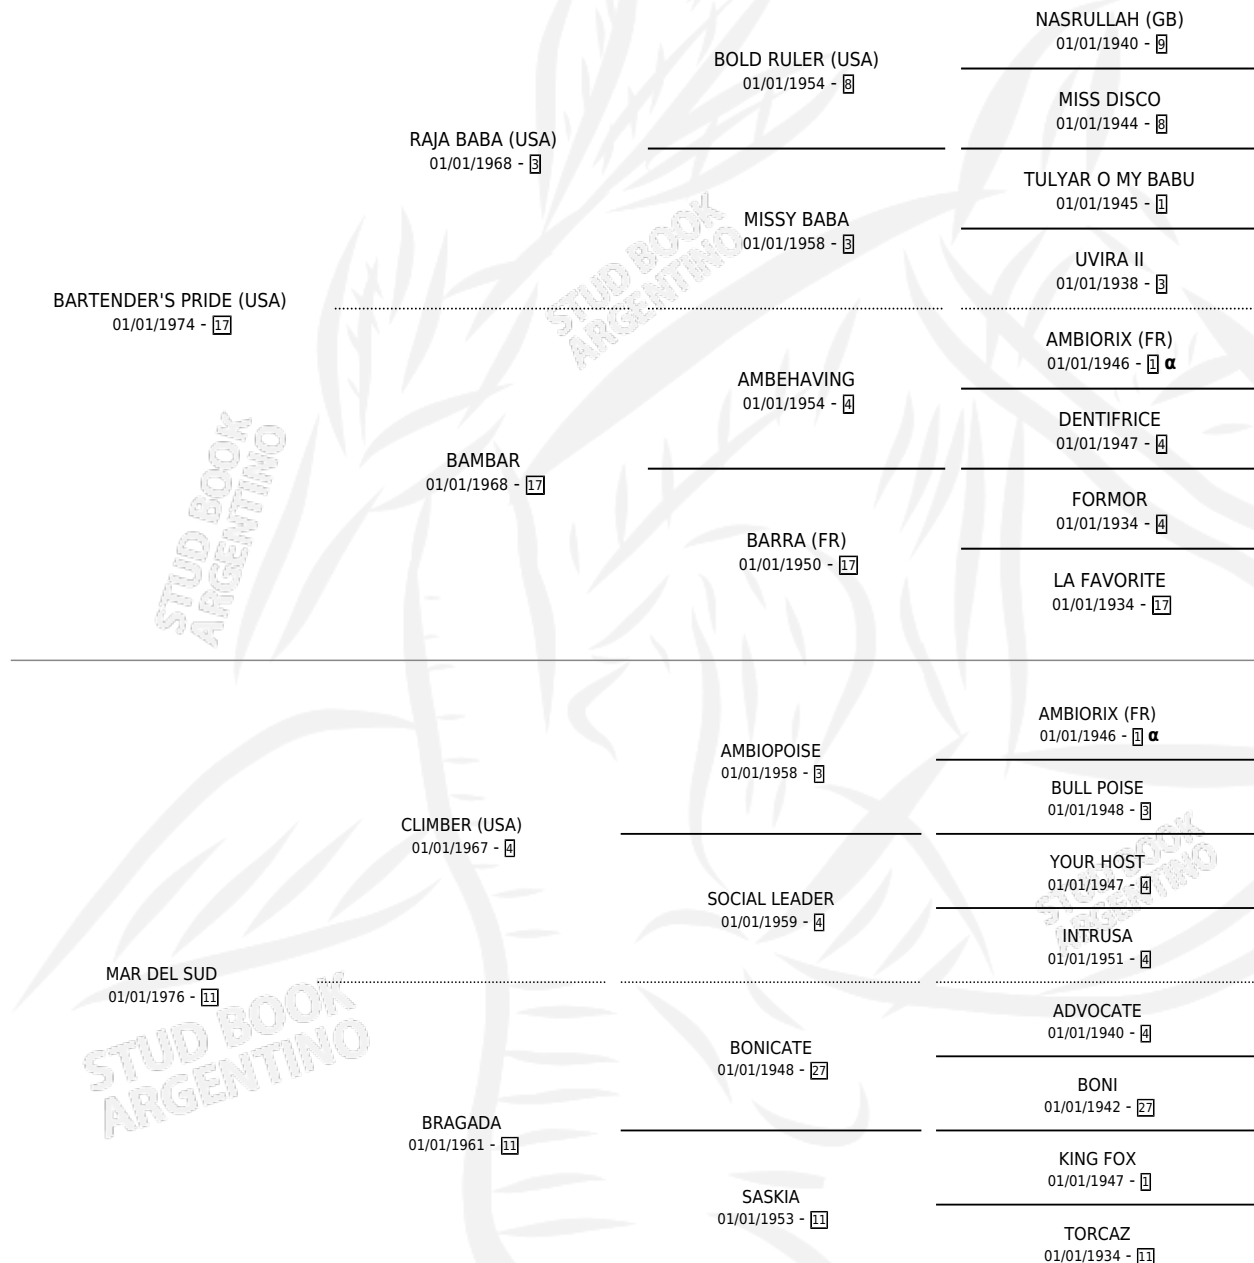 NASRULLAH (GB)
01/01/1940 - 9
BOLD RULER (USA)
01/01/1954 - 8
MISS DISCO
01/01/1944 - 8
RAJA BABA (USA)
01/01/1968 - 3
TULYAR O MY BABU
01/01/1945 - 1
MISSY BABA
01/01/1958 - 3
UVIRA II
01/01/1938 - 3
BARTENDER'S PRIDE (USA)
01/01/1974 - 17
AMBIORIX (FR)
01/01/1946 - 1 α
AMBEHAVING
01/01/1954 - 4
DENTIFRICE
01/01/1947 - 4
BAMBAR
01/01/1968 - 17
FORMOR
01/01/1934 - 4
BARRA (FR)
01/01/1950 - 17
LA FAVORITE
01/01/1934 - 17
AMBIORIX (FR)
01/01/1946 - 1 α
AMBIOPOISE
01/01/1958 - 3
BULL POISE
01/01/1948 - 3
CLIMBER (USA)
01/01/1967 - 4
YOUR HOST
01/01/1947 - 4
SOCIAL LEADER
01/01/1959 - 4
INTRUSA
01/01/1951 - 4
MAR DEL SUD
01/01/1976 - 11
ADVOCATE
01/01/1940 - 4
BONICATE
01/01/1948 - 27
BONI
01/01/1942 - 27
BRAGADA
01/01/1961 - 11
KING FOX
01/01/1947 - 1
SASKIA
01/01/1953 - 11
TORCAZ
01/01/1934 - 11
STUD BOOK
ARGENTINO
STUD BOOK
ARGENTINO
STUD BOOK
ARGENTINO
STUD BOOK
ARGENTINO